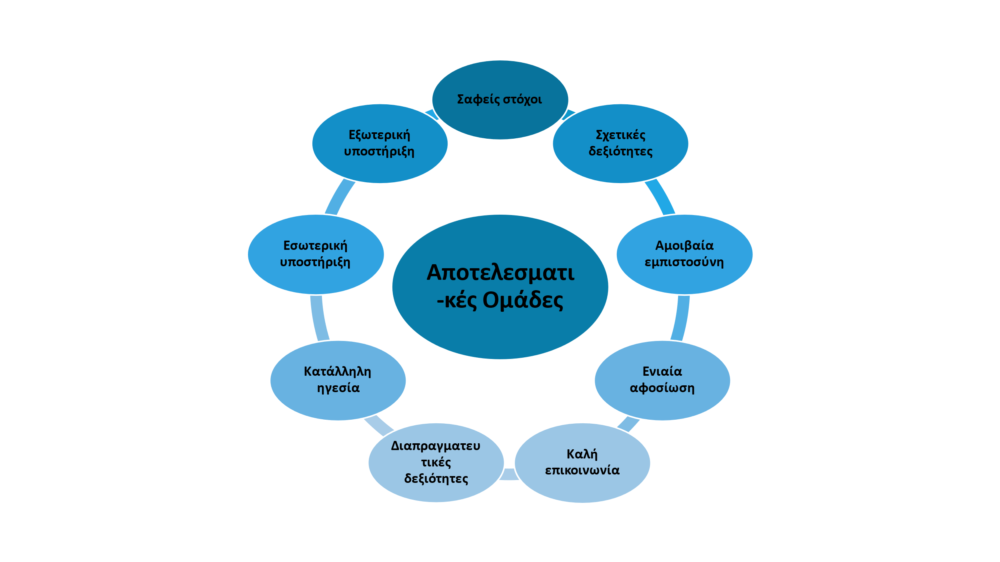 Σαφείς στόχοι
Σχετικές
δεξιότητες
Αμοιβαία
εμπιστοσύνη
Ενιαία
αφοσίωση
Καλή
επικοινωνία
Διαπραγματευ
τικές
δεξιότητες
Κατάλληλη
ηγεσία
Εσωτερική
υποστήριξη
Εξωτερική
υποστήριξη
Αποτελεσματι
-κές Ομάδες